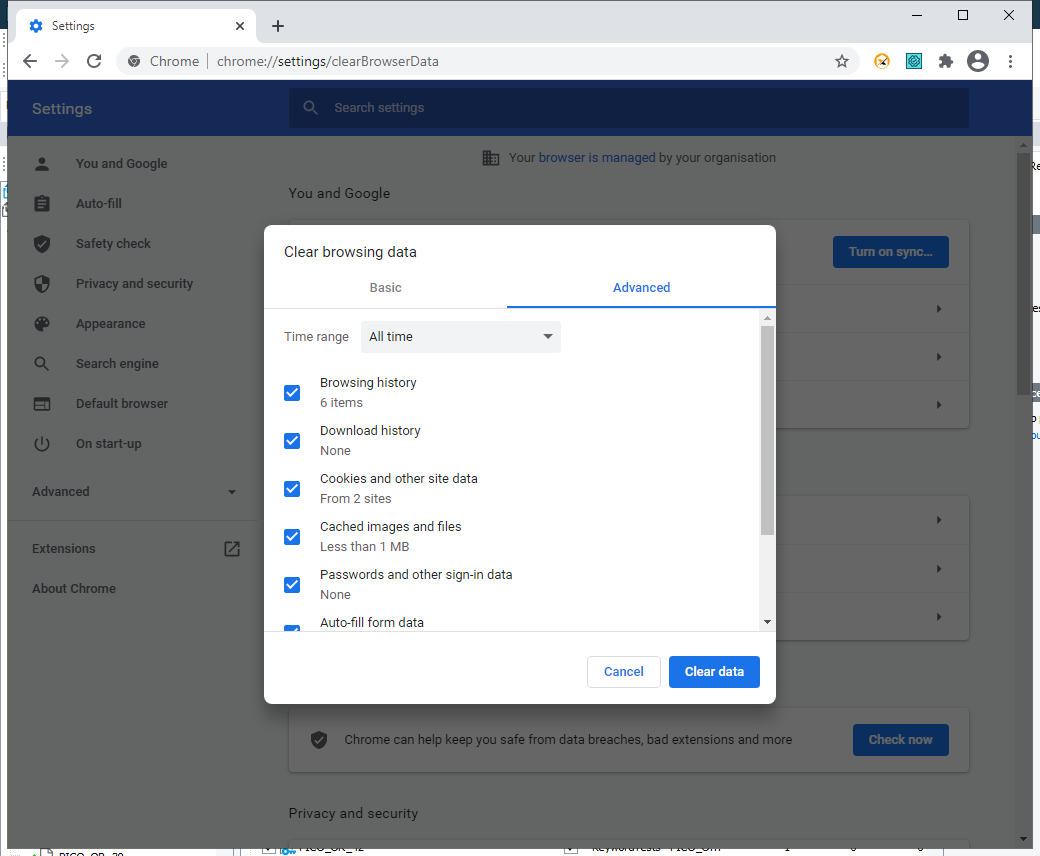 Settings
Chrome
chrome://settings/clearBrowserData
Settings
Search settings
Your browser is managed by your organisation
You and Google
Auto-fill
Safety check
Privacy and security
Appearance
Search engine
Default browser
On start-up
Advanced
Extensions
About Chrome
You and Google
Turn on sync...
Clear browsing data
Basic
Advanced
Time range
All time
Browsing history
6 items
Download history
None
Cookies and other site data
From 2 sites
Cached images and files
Less than 1 MB
Passwords and other sign-in data
None
Auto-fill form data
Cancel
Clear data
Chrome can help keep you safe from data breaches, bad extensions and more
Check now
Privacy and security